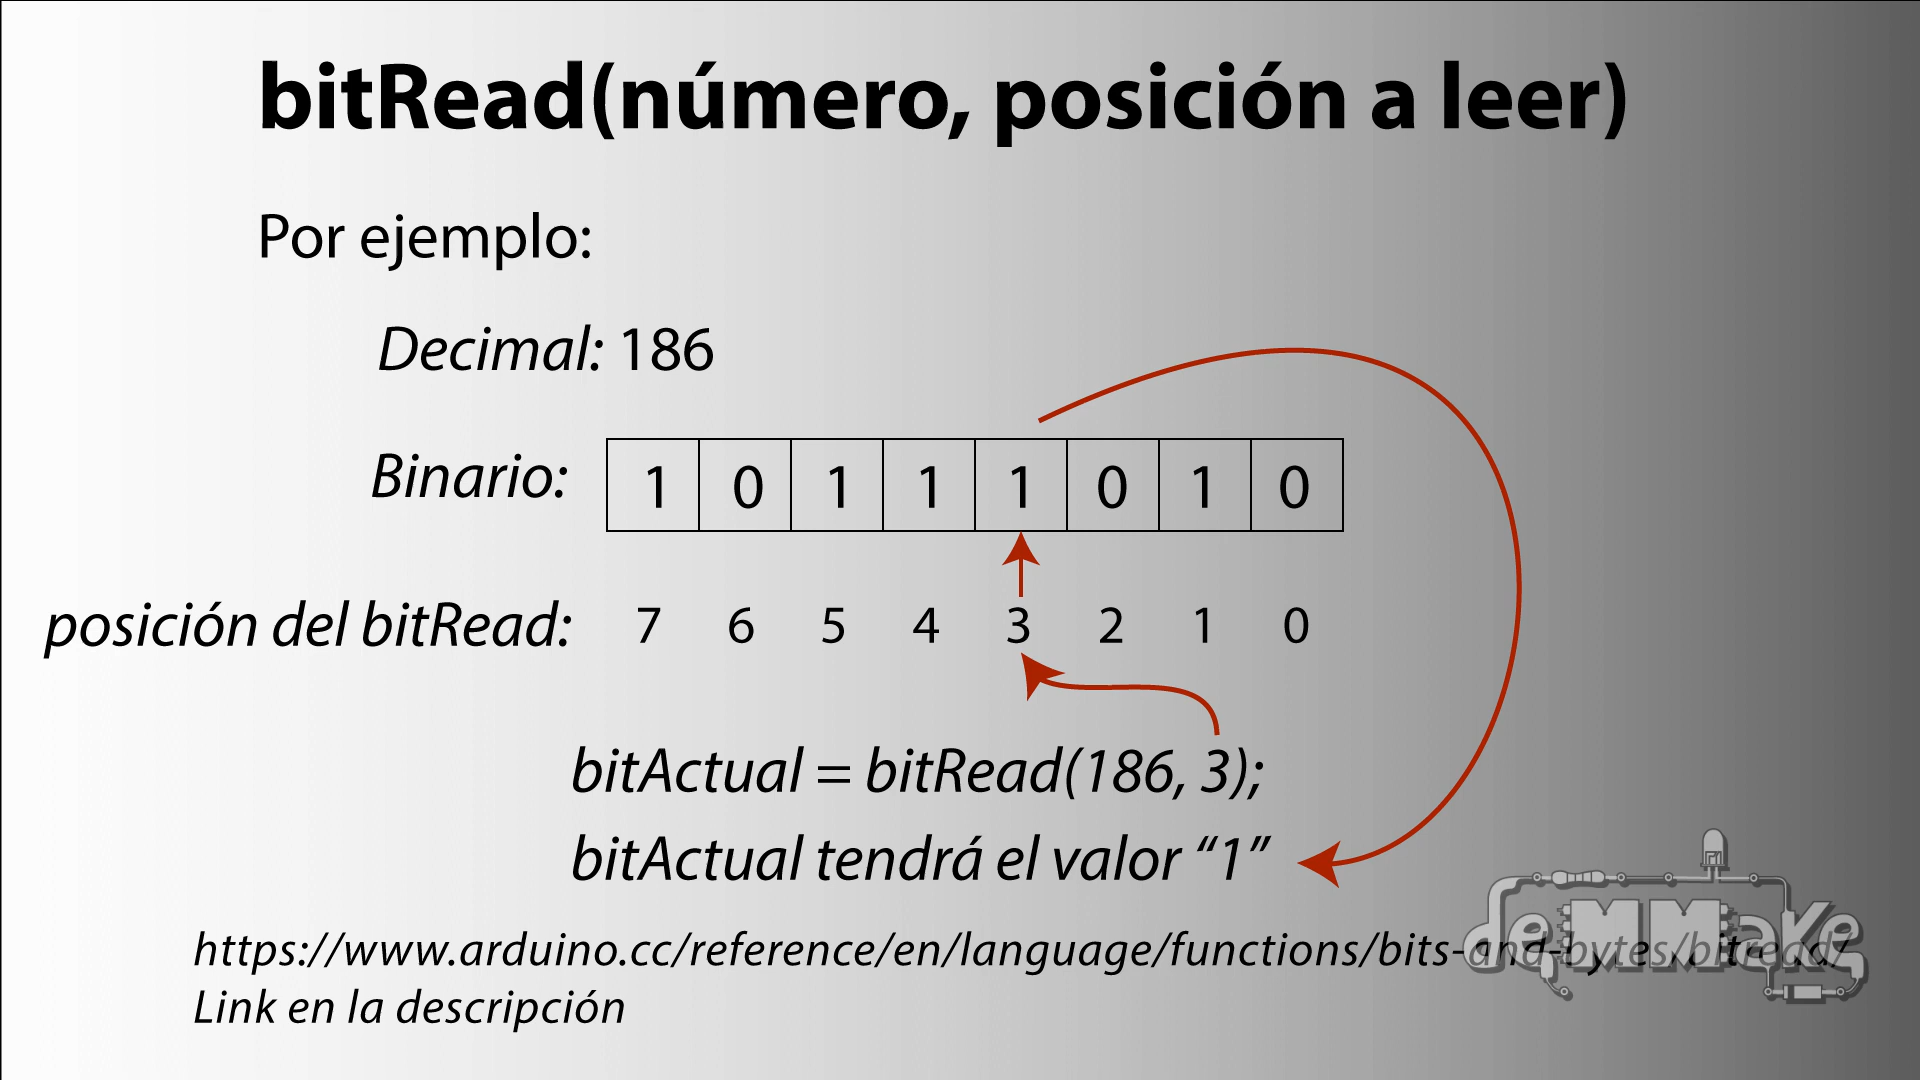 bitRead(número, posición a leer)
Por ejemplo:
Decimal: 186
Binario: 1 0 1 1 1 0 1 0
posición del bitRead: 7 6 5 4 3 2 1 0
bitActual = bitRead(186, 3);
bitActual tendrá el valor “1”
https://www.arduino.cc/reference/en/language/functions/bits-and-bytes/bitread/
deMMaKe
Link en la descripción